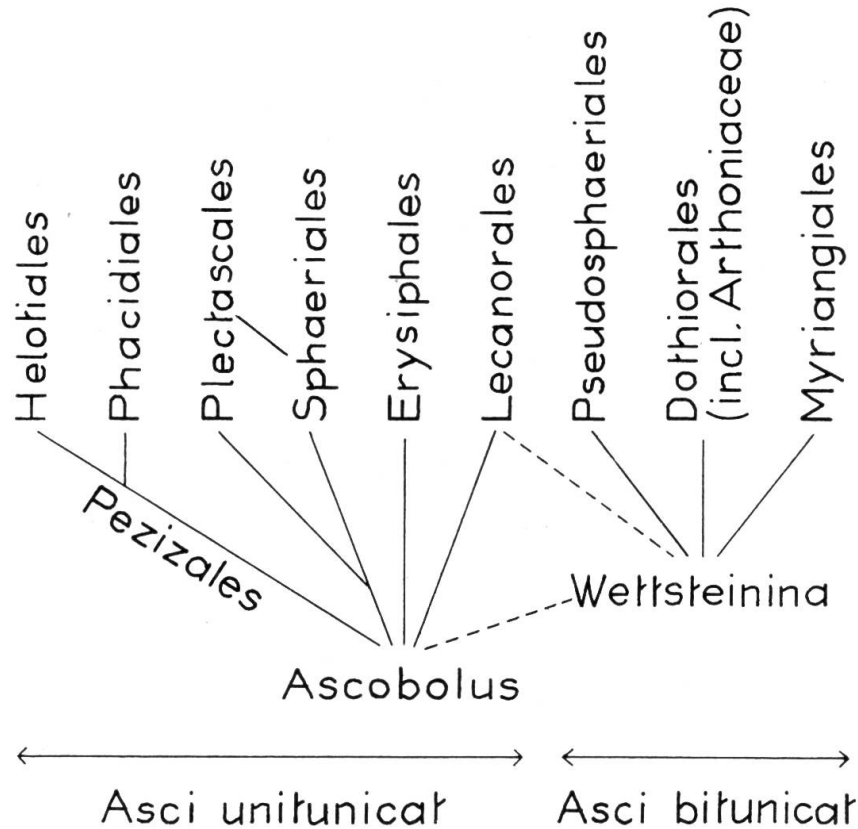 Helotiales
Phacidiales
Plectascales
Sphaeriales
Erysiphales
Lecanorales
Pseudosphaeriales
Dothiorales
(incl. Arthoniaceae)
Myriangiales
Pezizales
Wettsteinina
Ascobolus
Asci unitunicat
Asci bitunicat